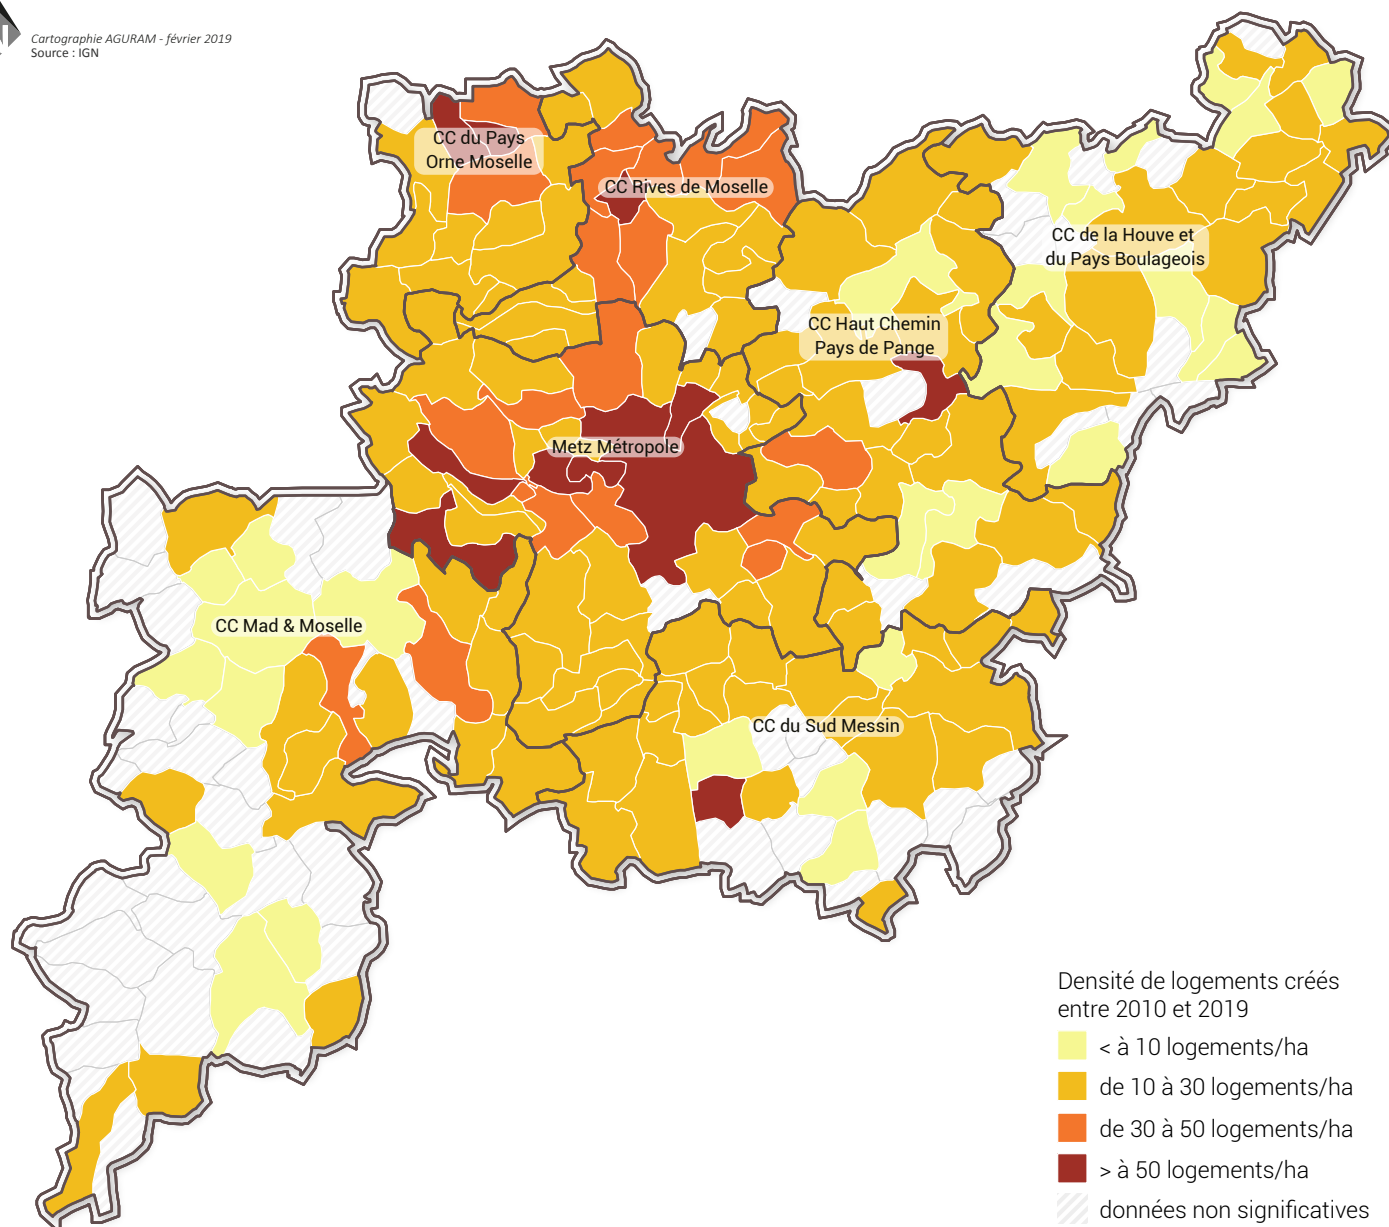 Cartographie AGURAM - février 2019
Source : IGN
CC du Pays
Orne Moselle
CC Rives de Moselle
CC de la Houve et
du Pays Boulageois
CC Haut Chemin
Pays de Pange
Metz Métropole
CC Mad & Moselle
CC du Sud Messin
Densité de logements créés
entre 2010 et 2019
< à 10 logements/ha
de 10 à 30 logements/ha
de 30 à 50 logements/ha
> à 50 logements/ha
données non significatives